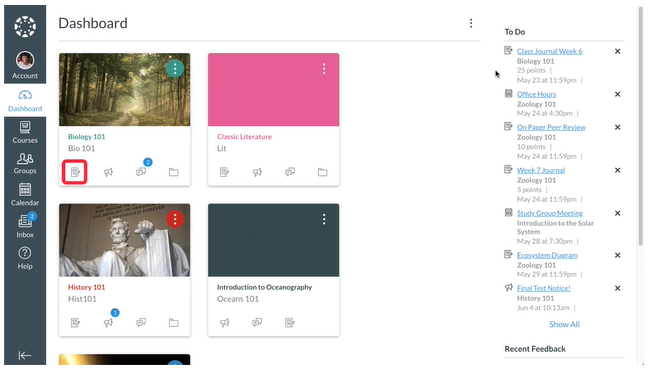 Dashboard
Account
Dashboard
Courses
Groups
Calendar
2
Inbox
Help
Biology 101
Bio 101
2
Classic Literature
Lit
History 101
Hist101
1
Introduction to Oceanography
Oceans 101
To Do
Class Journal Week 6
Biology 101
25 points |
May 23 at 11:59pm |
Office Hours
Zoology 101
May 24 at 4:30pm |
On Paper Peer Review
Zoology 101
10 points |
May 24 at 11:59pm |
Week 7 Journal
Zoology 101
5 points |
May 24 at 11:59pm |
Study Group Meeting
Introduction to the Solar
System
May 28 at 7:30pm |
Ecosystem Diagram
Zoology 101
May 29 at 11:59pm |
Final Test Notice!
History 101
Jun 4 at 10:13am |
Show All
Recent Feedback